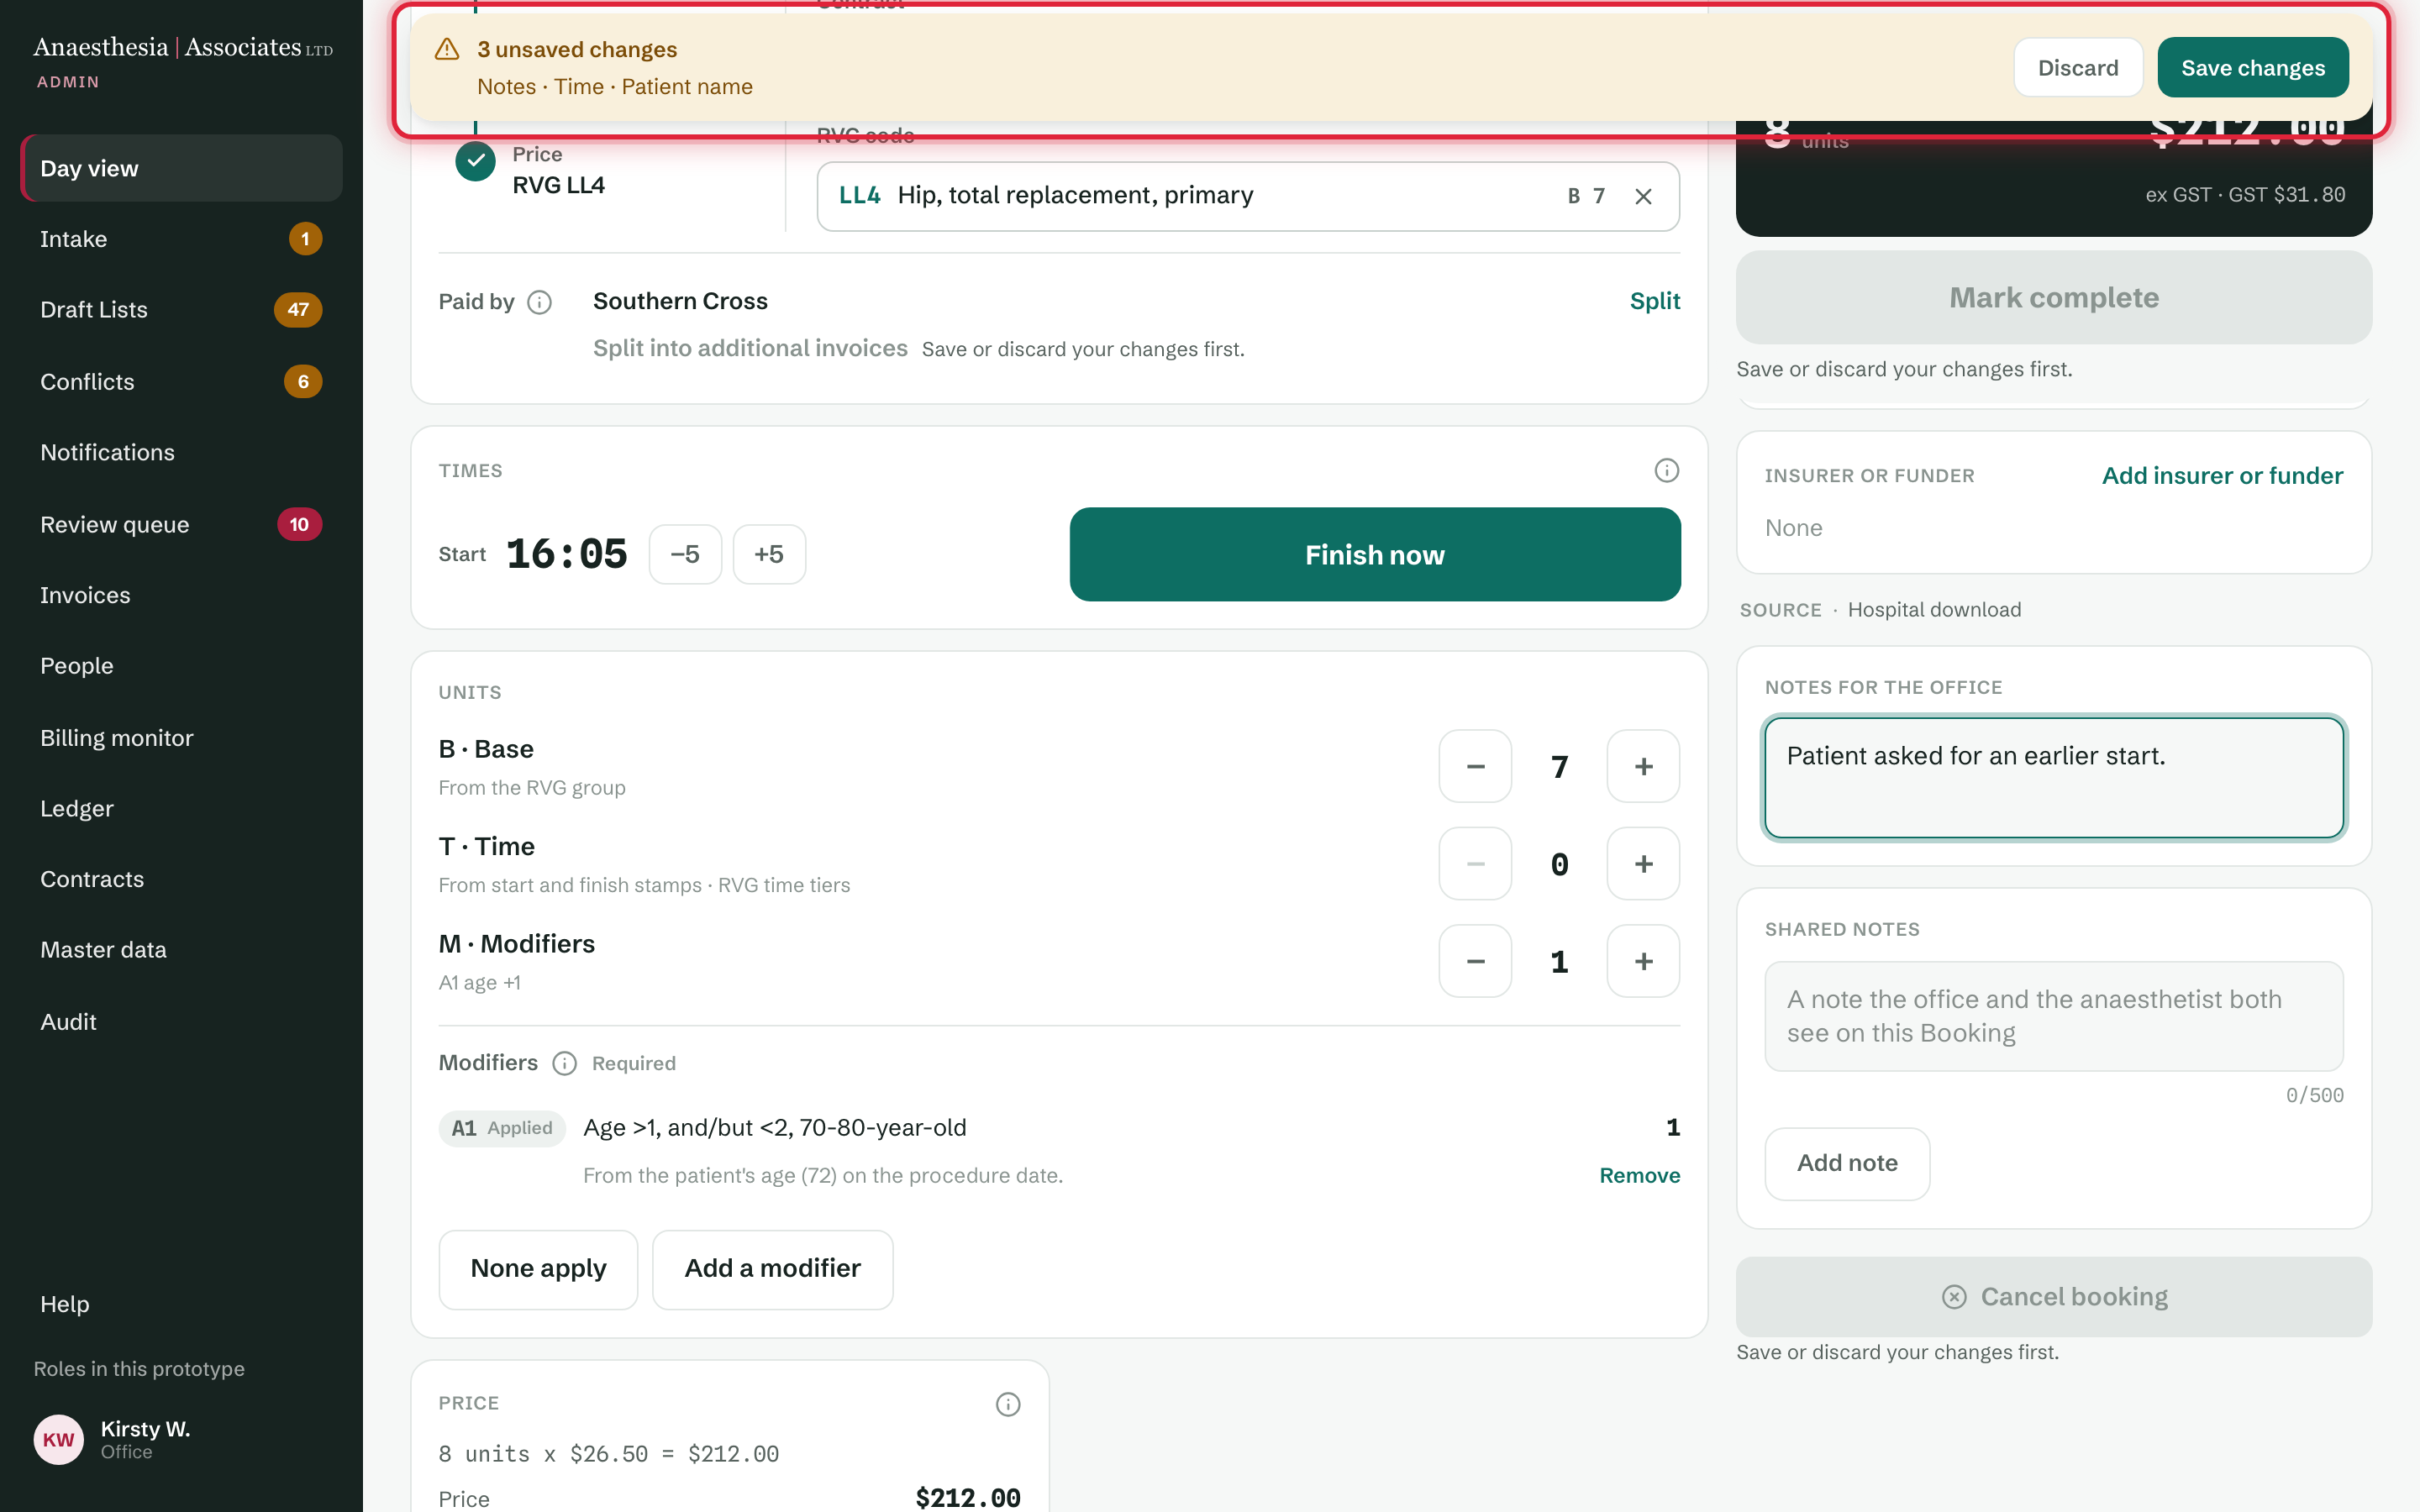 Anaesthesia | Associates LTD
ADMIN
Day view
Intake 1
Draft Lists 47
Conflicts 6
Notifications
Review queue 10
Invoices
People
Billing monitor
Ledger
Contracts
Master data
Audit
Help
Roles in this prototype
KW Kirsty W.
Office
3 unsaved changes
Notes · Time · Patient name
Discard
Save changes
Price
RVG LL4
RVG code
LL4 Hip, total replacement, primary B 7
Paid by Southern Cross Split
Split into additional invoices Save or discard your changes first.
TIMES
Start 16:05 −5 +5 Finish now
UNITS
B · Base
From the RVG group
− 7 +
T · Time
From start and finish stamps · RVG time tiers
− 0 +
M · Modifiers
A1 age +1
− 1 +
Modifiers Required
A1 Applied Age >1, and/but <2, 70-80-year-old 1
From the patient's age (72) on the procedure date. Remove
None apply Add a modifier
PRICE
8 units x $26.50 = $212.00
Price $212.00
8 units $212.00
ex GST · GST $31.80
Mark complete
Save or discard your changes first.
INSURER OR FUNDER Add insurer or funder
None
SOURCE · Hospital download
NOTES FOR THE OFFICE
Patient asked for an earlier start.
SHARED NOTES
A note the office and the anaesthetist both
see on this Booking
0/500
Add note
Cancel booking
Save or discard your changes first.